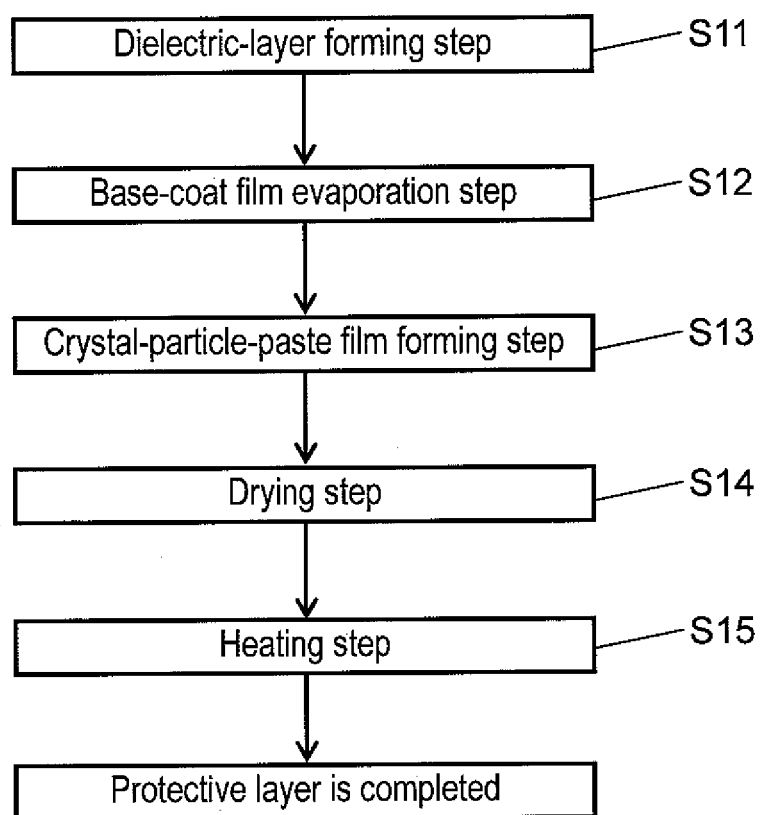 Dielectric-layer forming step S11
Base-coat film evaporation step S12
Crystal-particle-paste film forming step S13
Drying step S14
Heating step S15
Protective layer is completed